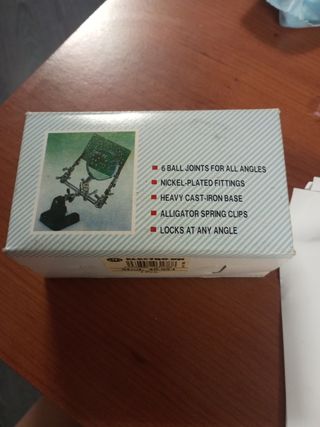 ▪ 6 BALL JOINTS FOR ALL ANGLES
▪ NICKEL-PLATED FITTINGS
▪ HEAVY CAST-IRON BASE
▪ ALLIGATOR SPRING CLIPS
▪ LOCKS AT ANY ANGLE